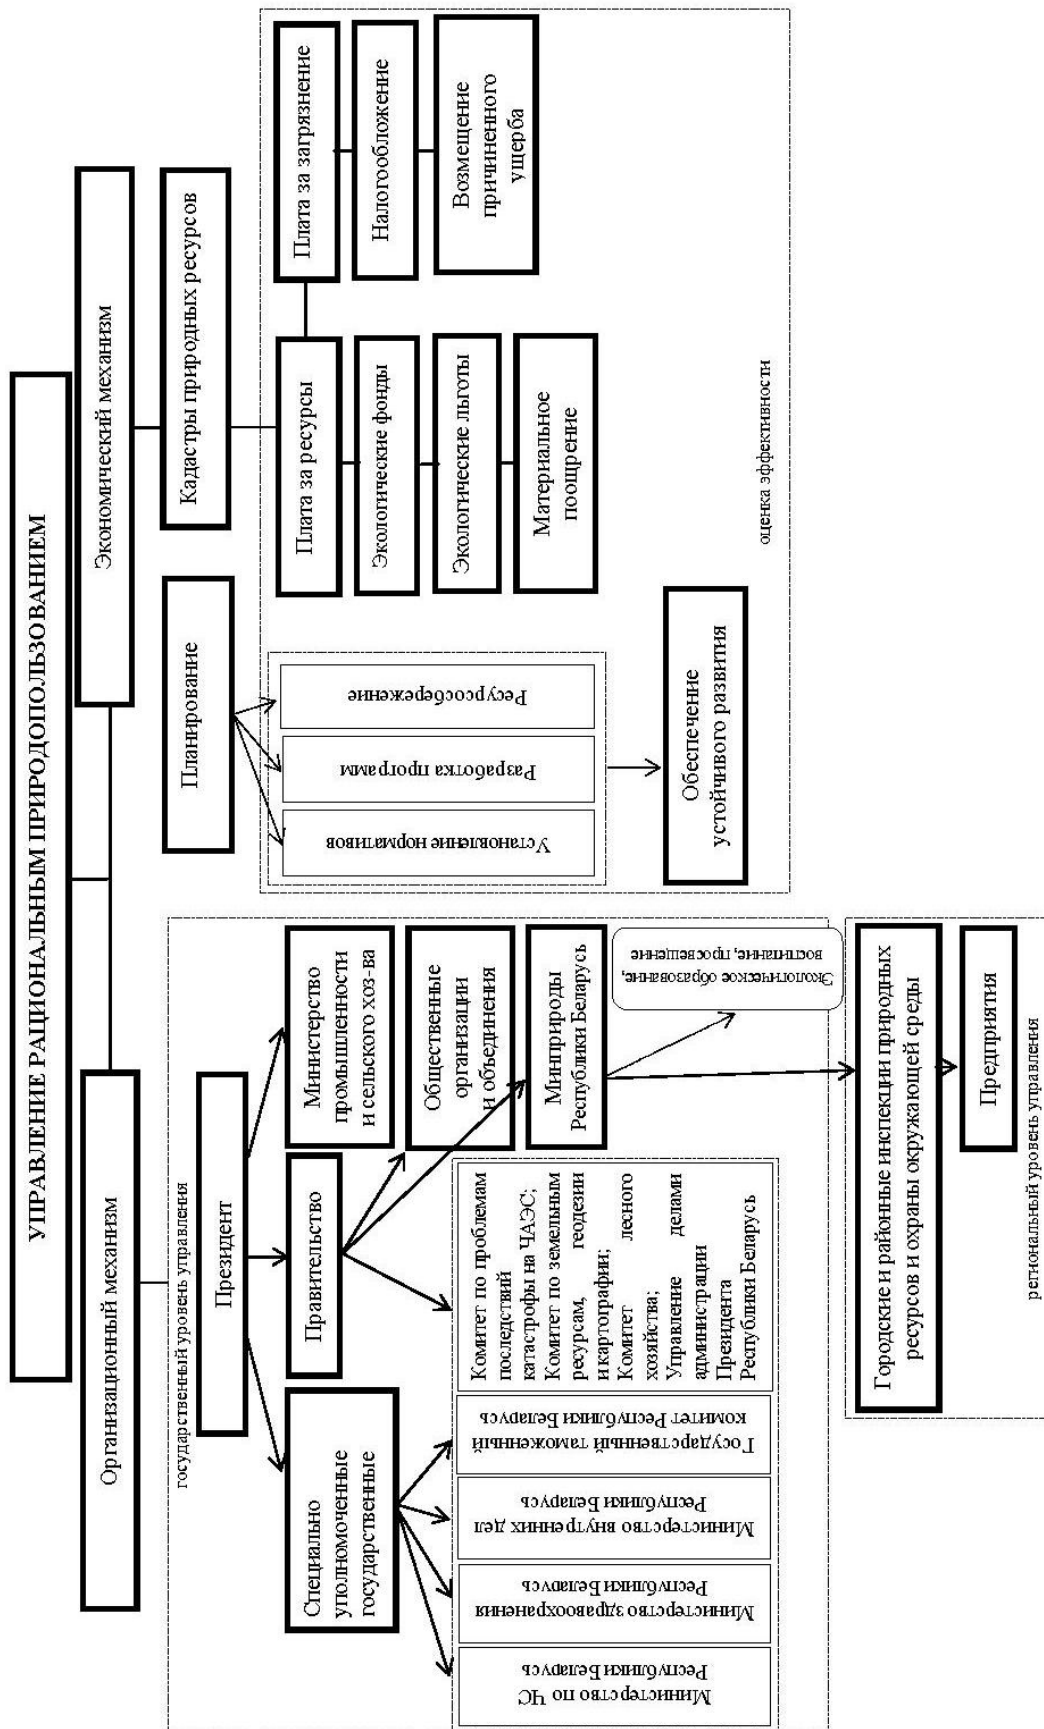 УПРАВЛЕНИЕ РАЦИОНАЛЬНЫМ ПРИРОДОПОЛЬЗОВАНИЕМ
Организационный механизм
Экономический механизм
государственный уровень управления
Президент
Специально
уполномоченные
государственные
Правительство
Министерство
промышленности
и сельского хоз-ва
Общественные
организации
и объединения
Минприроды
Республики Беларусь
Экологическое образование,
воспитание, просвещение
Министерство по ЧС
Республики Беларусь
Министерство здравоохранения
Республики Беларусь
Министерство внутренних дел
Республики Беларусь
Государственный таможенный
комитет Республики Беларусь
Комитет по проблемам
последствий
катастрофы на ЧАЭС;
Комитет по земельным
ресурсам, геодезии
и картографии;
Комитет лесного
хозяйства;
Управление делами
администрации
Президента
Республики Беларусь
Городские и районные инспекции природных
ресурсов и охраны окружающей среды
Предприятия
региональный уровень управления
Планирование
Установление нормативов
Разработка программ
Ресурсосбережение
Обеспечение
устойчивого развития
Кадастры природных ресурсов
Плата за ресурсы
Экологические фонды
Экологические льготы
Материальное
поощрение
Плата за загрязнение
Налогообложение
Возмещение
причиненного
ущерба
оценка эффективности